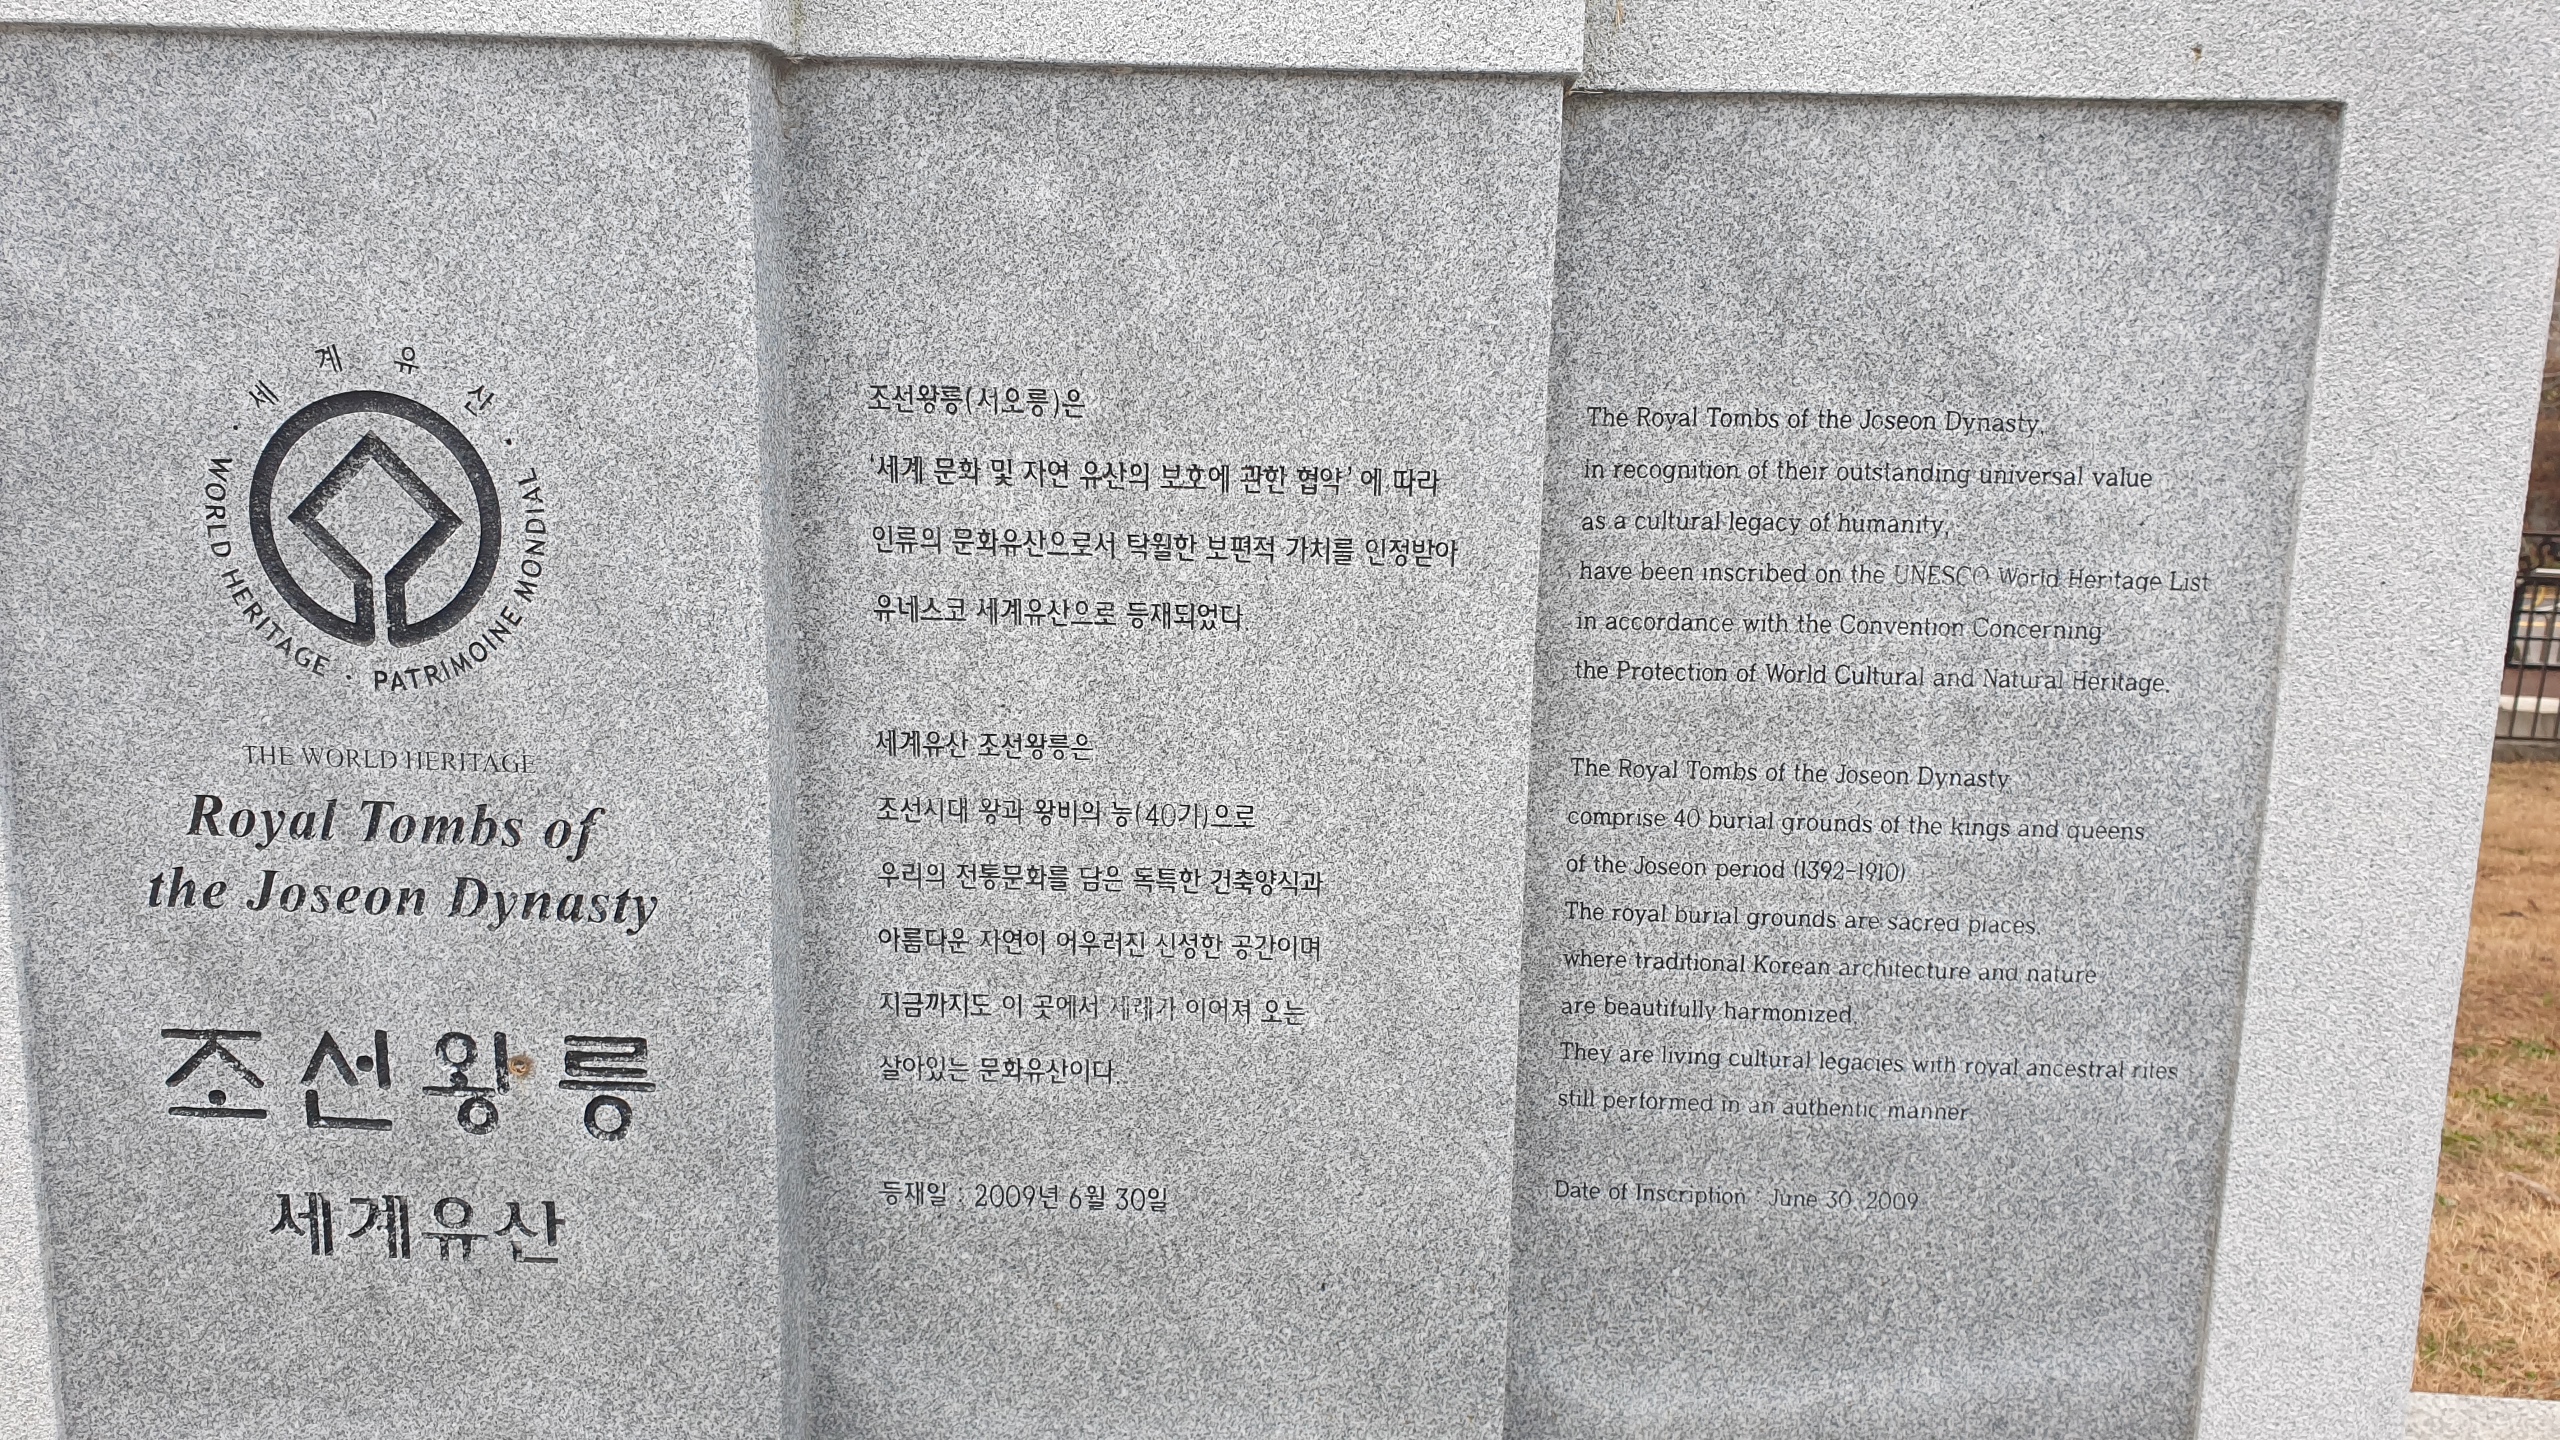 · 세계유산 ·
WORLD HERITAGE · PATRIMOINE MONDIAL
THE WORLD HERITAGE
Royal Tombs of
the Joseon Dynasty
조선왕릉
세계유산
조선왕릉(서오릉)은
'세계 문화 및 자연 유산의 보호에 관한 협약'에 따라
인류의 문화유산으로서 탁월한 보편적 가치를 인정받아
유네스코 세계유산으로 등재되었다.
세계유산 조선왕릉은
조선시대 왕과 왕비의 능(40기)으로
우리의 전통문화를 담은 독특한 건축양식과
아름다운 자연이 어우러진 신성한 공간이며
지금까지도 이 곳에서 제례가 이어져 오는
살아있는 문화유산이다.
등재일 : 2009년 6월 30일
The Royal Tombs of the Joseon Dynasty,
in recognition of their outstanding universal value
as a cultural legacy of humanity,
have been inscribed on the UNESCO World Heritage List
in accordance with the Convention Concerning
the Protection of World Cultural and Natural Heritage.
The Royal Tombs of the Joseon Dynasty
comprise 40 burial grounds of the kings and queens
of the Joseon period (1392-1910)
The royal burial grounds are sacred places,
where traditional Korean architecture and nature
are beautifully harmonized.
They are living cultural legacies with royal ancestral rites
still performed in an authentic manner
Date of Inscription : June 30, 2009